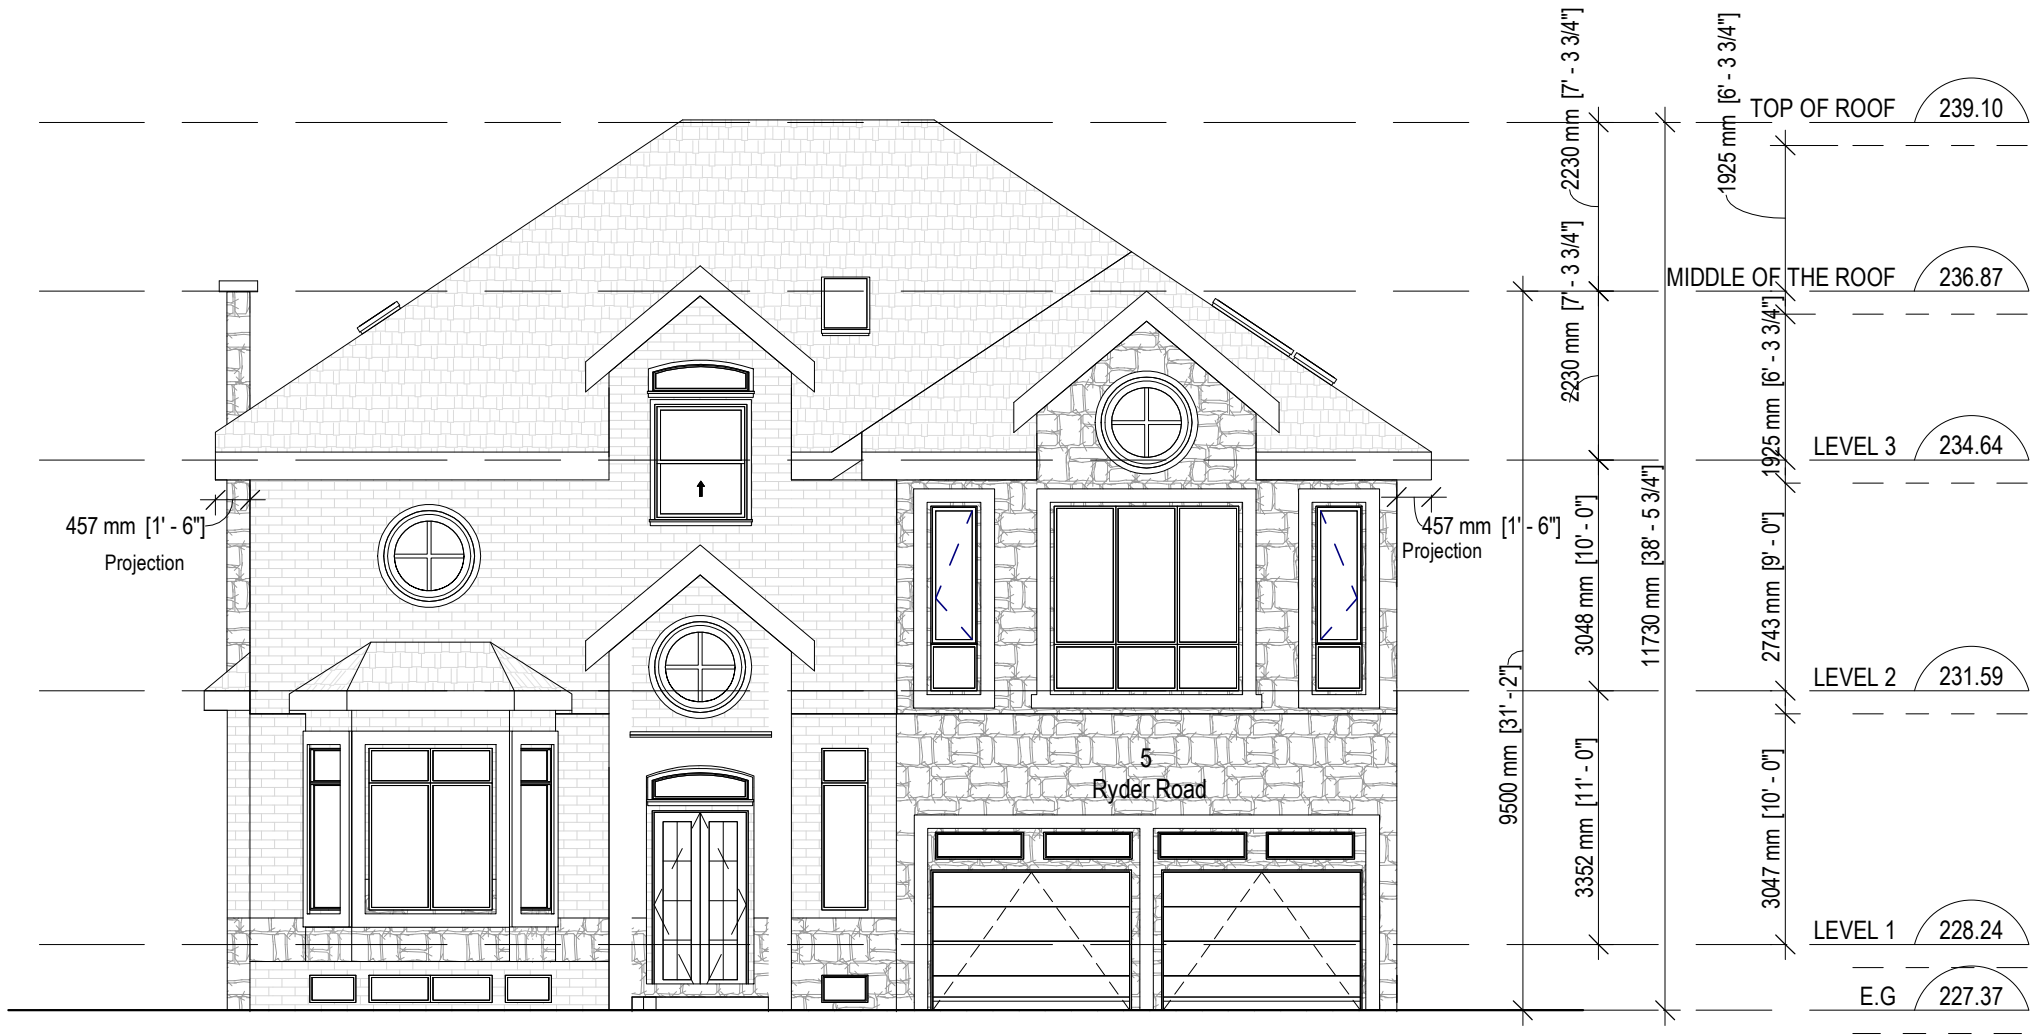 2230 mm [7' - 3 3/4"]
1925 mm [6' - 3 3/4"]
TOP OF ROOF 239.10
2230 mm [7' - 3 3/4"]
MIDDLE OF THE ROOF 236.87
1925 mm [6' - 3 3/4"]
LEVEL 3 234.64
457 mm [1' - 6"]
Projection
457 mm [1' - 6"]
Projection
3048 mm [10' - 0"]
11730 mm [38' - 5 3/4"]
2743 mm [9' - 0"]
LEVEL 2 231.59
9500 mm [31' - 2"]
3352 mm [11' - 0"]
3047 mm [10' - 0"]
5
Ryder Road
LEVEL 1 228.24
E.G 227.37